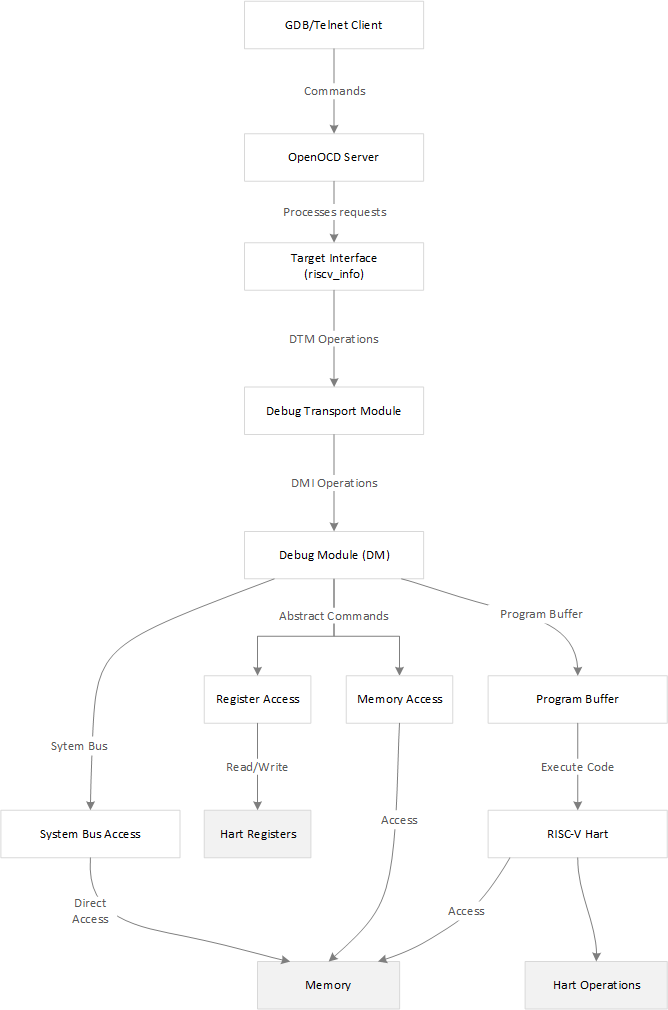 GDB/Telnet Client
Commands
OpenOCD Server
Processes requests
Target Interface
(riscv_info)
DTM Operations
Debug Transport Module
DMI Operations
Debug Module (DM)
Abstract Commands
Program Buffer
Register Access
Memory Access
Program Buffer
Sytem Bus
Read/Write
Execute Code
System Bus Access
Hart Registers
Access
RISC-V Hart
Direct
Access
Access
Memory
Hart Operations